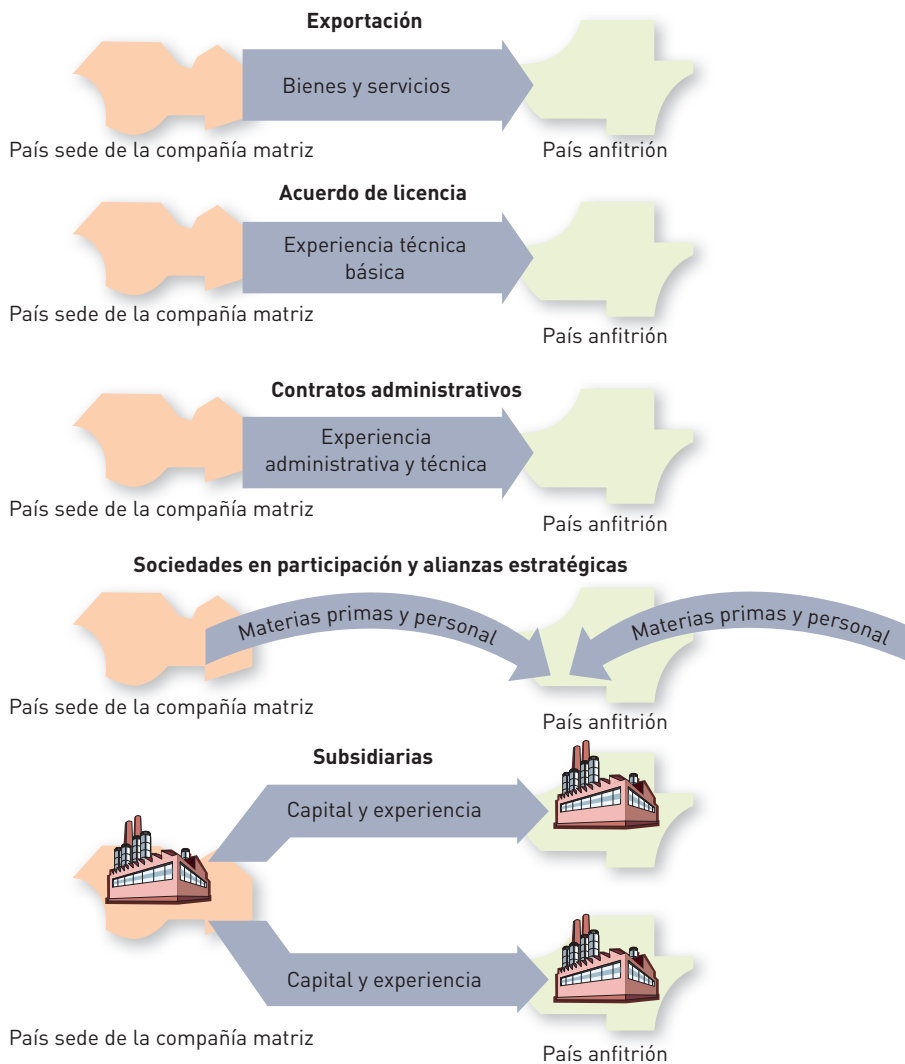 Exportación
Bienes y servicios
País sede de la compañía matriz
País anfitrión
Acuerdo de licencia
Experiencia técnica
básica
País sede de la compañía matriz
País anfitrión
Contratos administrativos
Experiencia
administrativa y técnica
País sede de la compañía matriz
País anfitrión
Sociedades en participación y alianzas estratégicas
Materias primas y personal
Materias primas y personal
País sede de la compañía matriz
País anfitrión
Subsidiarias
Capital y experiencia
Capital y experiencia
País sede de la compañía matriz
País anfitrión